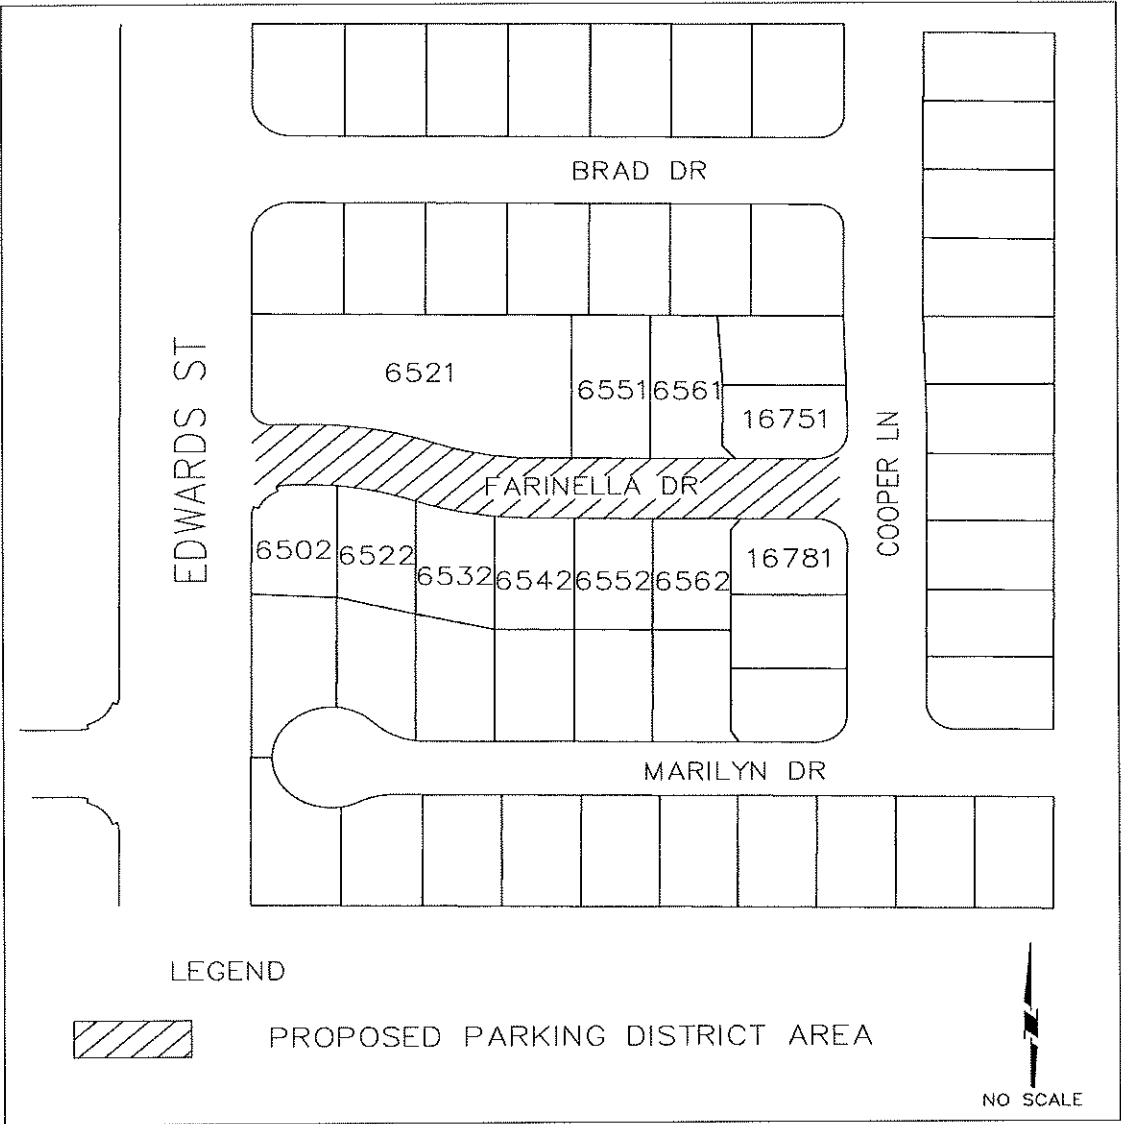 BRAD DR
EDWARDS ST
6521
6551
6561
16751
COOPER LN
FARINELLA DR
6502
6522
6532
6542
6552
6562
16781
MARILYN DR
LEGEND
PROPOSED PARKING DISTRICT AREA
NO SCALE